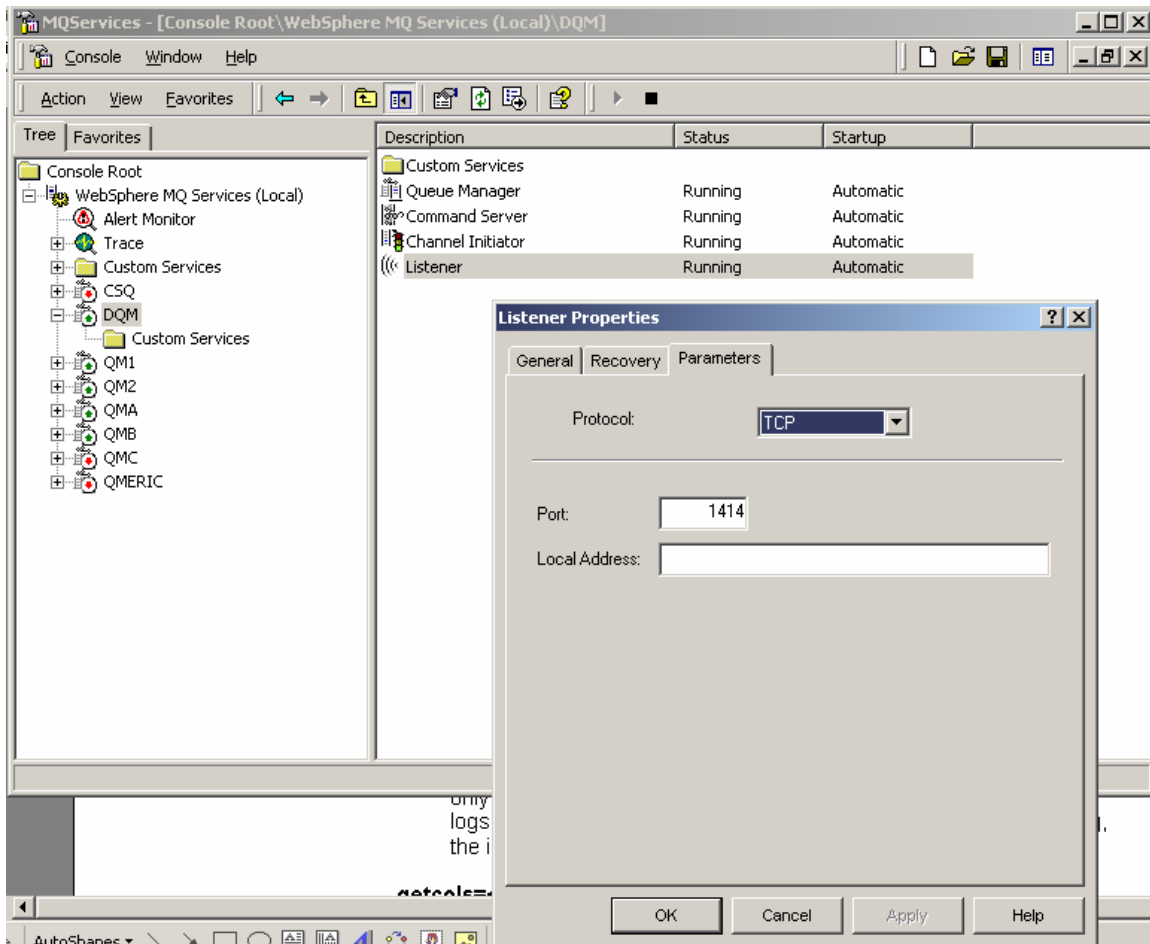 MQServices - [Console Root\WebSphere MQ Services (Local)\DQM]
Console Window Help
Action View Favorites
Tree Favorites
Description Status Startup
Console Root
WebSphere MQ Services (Local)
Alert Monitor
Trace
Custom Services
CSQ
DQM
Custom Services
QM1
QM2
QMA
QMB
QMC
QMERIC
Custom Services
Queue Manager Running Automatic
Command Server Running Automatic
Channel Initiator Running Automatic
Listener Running Automatic
Listener Properties
General Recovery Parameters
Protocol: TCP
Port: 1414
Local Address:
OK Cancel Apply Help
only
logs
the i
getcols=
AutoShapes